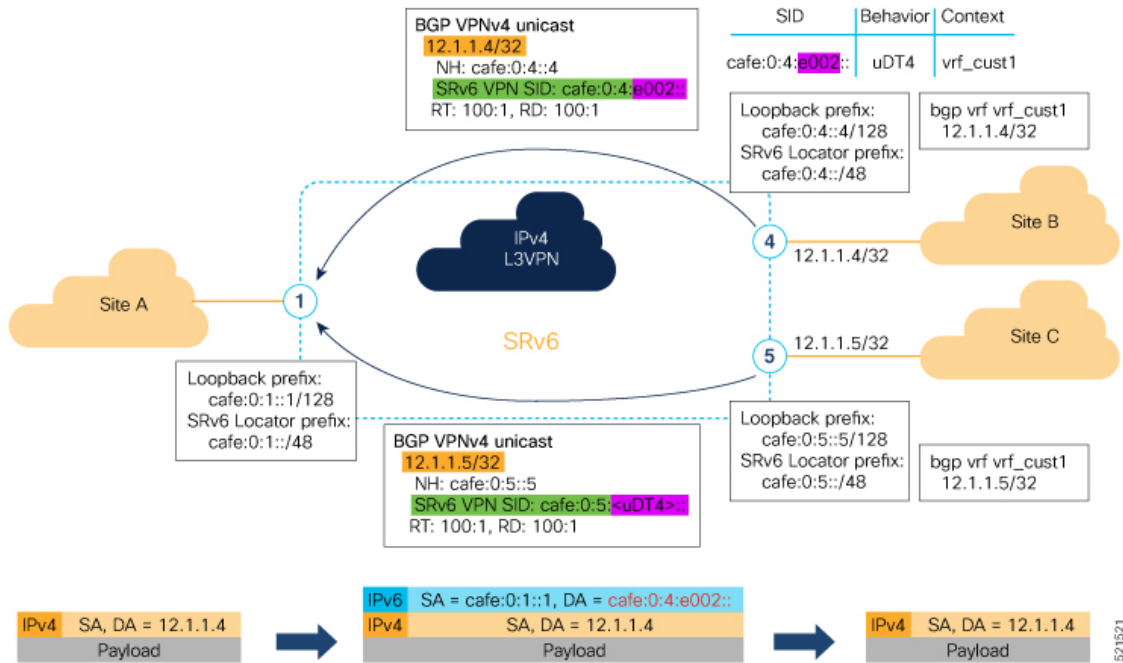 BGP VPNv4 unicast
12.1.1.4/32
NH: cafe:0:4::4
SRv6 VPN SID: cafe:0:4:e002::
RT: 100:1, RD: 100:1
SID Behavior Context
cafe:0:4:e002:: uDT4 vrf_cust1
Loopback prefix:
cafe:0:4::4/128
SRv6 Locator prefix:
cafe:0:4::/48
bgp vrf vrf_cust1
12.1.1.4/32
IPv4
L3VPN
Site A
1
4
12.1.1.4/32
Site B
SRv6
5
12.1.1.5/32
Site C
Loopback prefix:
cafe:0:1::1/128
SRv6 Locator prefix:
cafe:0:1::/48
BGP VPNv4 unicast
12.1.1.5/32
NH: cafe:0:5::5
SRv6 VPN SID: cafe:0:5:<uDT4>::
RT: 100:1, RD: 100:1
Loopback prefix:
cafe:0:5::5/128
SRv6 Locator prefix:
cafe:0:5::/48
bgp vrf vrf_cust1
12.1.1.5/32
IPv4 SA, DA = 12.1.1.4
Payload
IPv6 SA = cafe:0:1::1, DA = cafe:0:4:e002::
IPv4 SA, DA = 12.1.1.4
Payload
IPv4 SA, DA = 12.1.1.4
Payload
521521